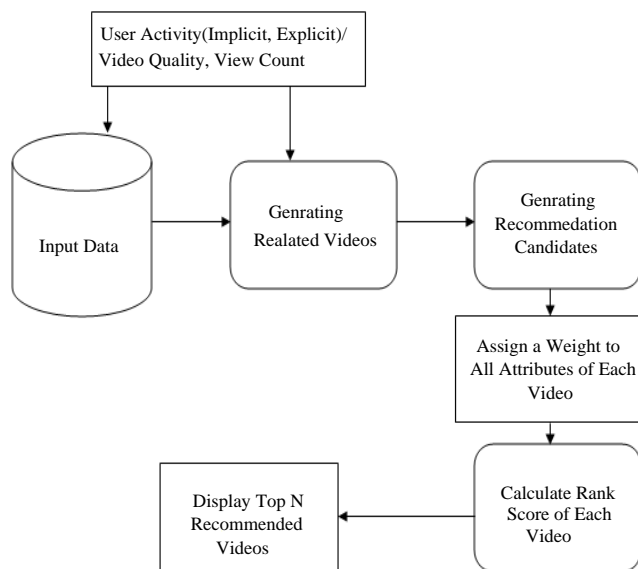 User Activity(Implicit, Explicit)/
Video Quality, View Count
Input Data
Genrating
Realated Videos
Genrating
Recommedation
Candidates
Assign a Weight to
All Attributes of Each
Video
Calculate Rank
Score of Each
Video
Display Top N
Recommended
Videos